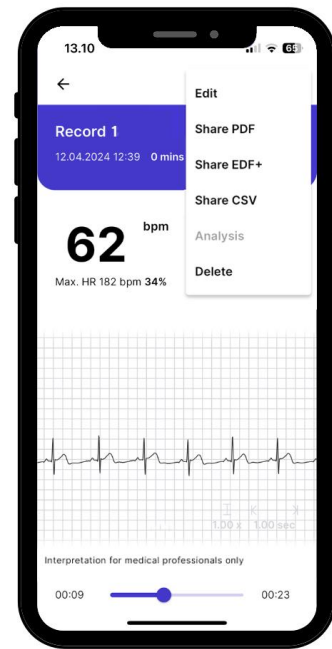 13.10
65
Edit
Share PDF
Share EDF+
Share CSV
Analysis
Delete
Record 1
12.04.2024 12:39 0 mins
62 bpm
Max. HR 182 bpm 34%
1.00 x 1.00 sec
Interpretation for medical professionals only
00:09 00:23